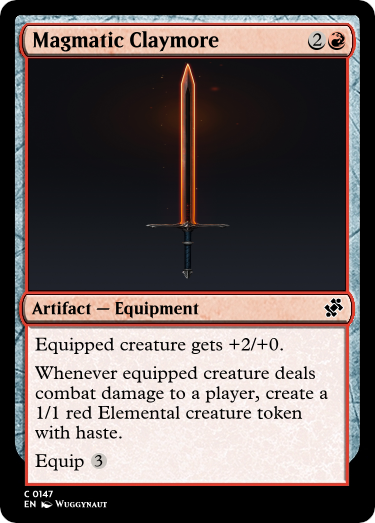 Magmatic Claymore 2
Artifact — Equipment
Equipped creature gets +2/+0.
Whenever equipped creature deals
combat damage to a player, create a
1/1 red Elemental creature token
with haste.
Equip 3
C 0147
EN Wuggynaut